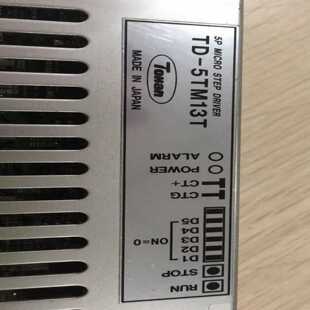 5P MICRO STEP DRIVER
TD-5TM13T
Towan
MADE IN JAPAN
POWER
ALARM
CTG
CT+
D5
D4
D3
D2
D1
ON=0
RUN
STOP